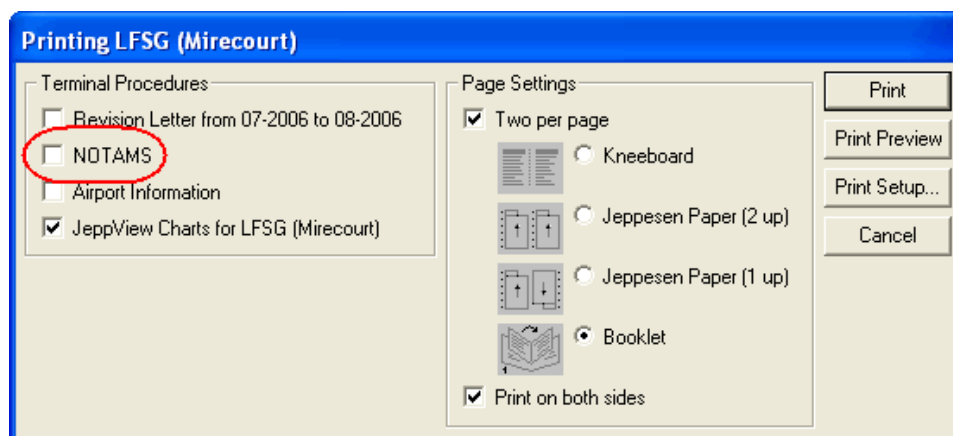 Printing LFSG (Mirecourt)
Terminal Procedures
Revision Letter from 07-2006 to 08-2006
NOTAMS
Airport Information
JeppView Charts for LFSG (Mirecourt)
Page Settings
Two per page
Kneeboard
Jeppesen Paper (2 up)
Jeppesen Paper (1 up)
1
Booklet
Print on both sides
Print
Print Preview
Print Setup...
Cancel